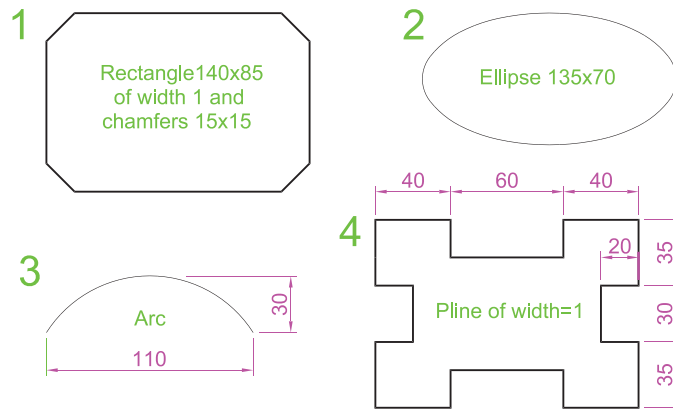 1
Rectangle140x85
of width 1 and
chamfers 15x15
2
Ellipse 135x70
3
Arc
30
110
4
40
60
40
20
35
30
35
Pline of width=1